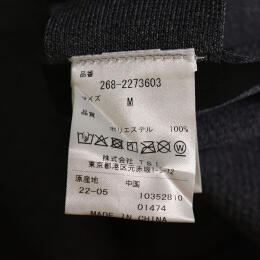 品番
268-2273603
サイズ
M
品質
ポリエステル 100%
株式会社 TSI
東京都港区元赤坂1-3-12
原産地 中国
22-05 10352810
01474
MADE IN CHINA